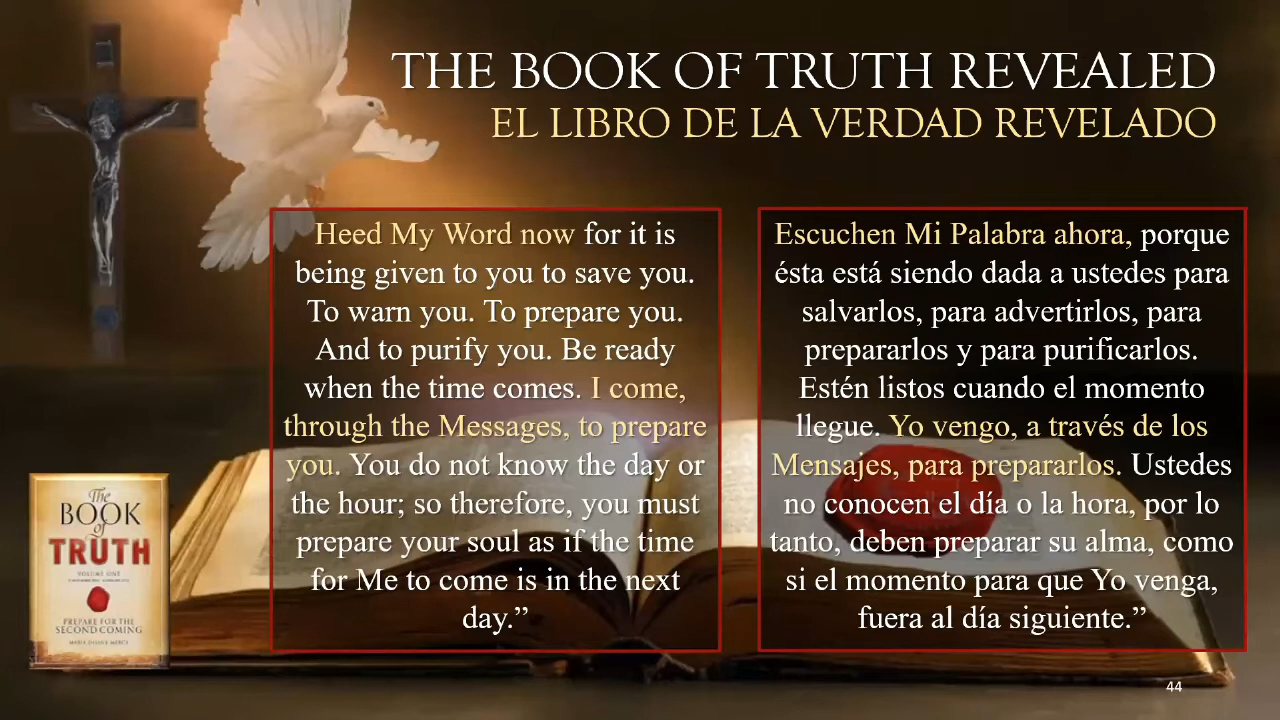 THE BOOK OF TRUTH REVEALED
EL LIBRO DE LA VERDAD REVELADO
Heed My Word now for it is
being given to you to save you.
To warn you. To prepare you.
And to purify you. Be ready
when the time comes. I come,
through the Messages, to prepare
you. You do not know the day or
the hour; so therefore, you must
prepare your soul as if the time
for Me to come is in the next
day.”
Escuchen Mi Palabra ahora, porque
ésta está siendo dada a ustedes para
salvarlos, para advertirlos, para
prepararlos y para purificarlos.
Estén listos cuando el momento
llegue. Yo vengo, a través de los
Mensajes, para prepararlos. Ustedes
no conocen el día o la hora, por lo
tanto, deben preparar su alma, como
si el momento para que Yo venga,
fuera al día siguiente.”
The
BOOK
of
TRUTH
VOLUME ONE
PREPARE FOR THE
SECOND COMING
MARIA DIVINE MERCY
44